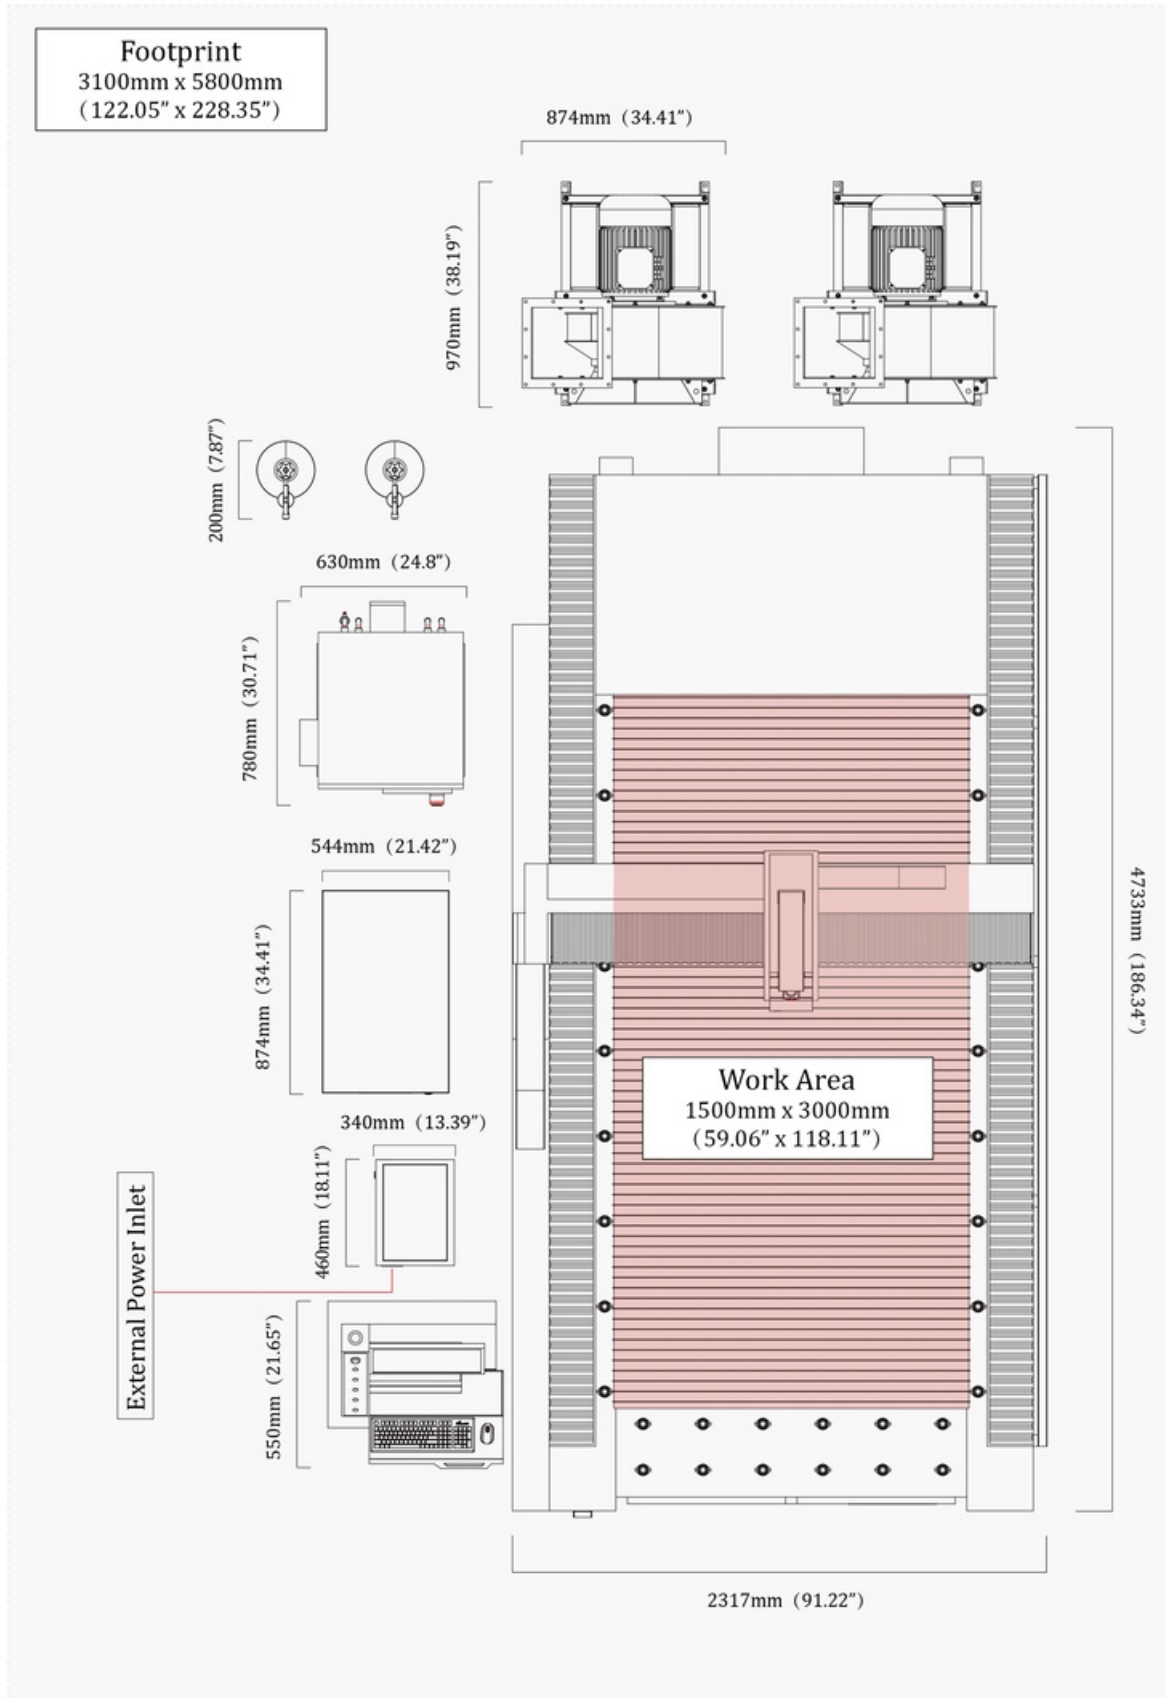 Footprint
3100mm x 5800mm
(122.05” x 228.35”)
874mm (34.41”)
970mm (38.19”)
200mm (7.87”)
630mm (24.8”)
780mm (30.71”)
544mm (21.42”)
874mm (34.41”)
4733mm (186.34”)
Work Area
1500mm x 3000mm
(59.06” x 118.11”)
340mm (13.39”)
460mm (18.11”)
External Power Inlet
550mm (21.65”)
2317mm (91.22”)